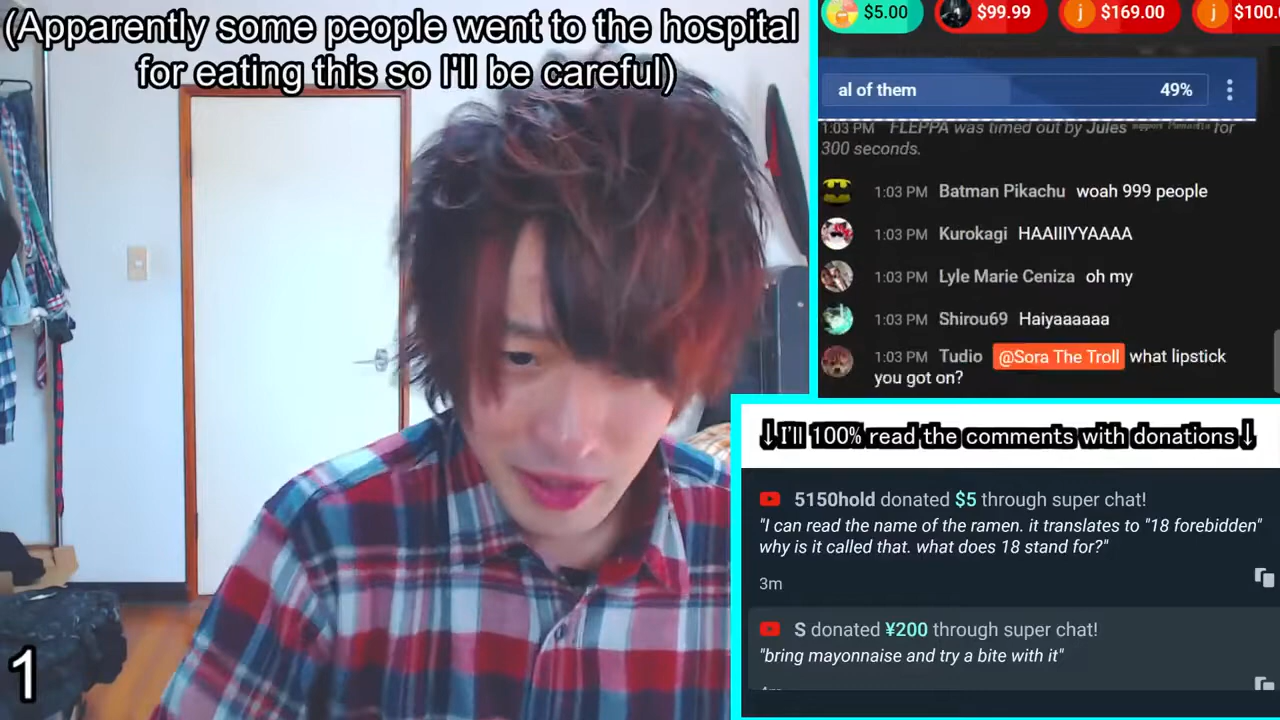 (Apparently some people went to the hospital
for eating this so I'll be careful)
1
$5.00 $99.99 j $169.00 j $100.
al of them 49%
1:03 PM FLEPPA was timed out by Jules for
300 seconds.
1:03 PM Batman Pikachu woah 999 people
1:03 PM Kurokagi HAAIIIYYAAAA
1:03 PM Lyle Marie Ceniza oh my
1:03 PM Shirou69 Haiyaaaaaa
1:03 PM Tudio @Sora The Troll what lipstick
you got on?
↓I'll 100% read the comments with donations↓
5150hold donated $5 through super chat!
"I can read the name of the ramen. it translates to "18 forebidden"
why is it called that. what does 18 stand for?"
3m
S donated ¥200 through super chat!
"bring mayonnaise and try a bite with it"